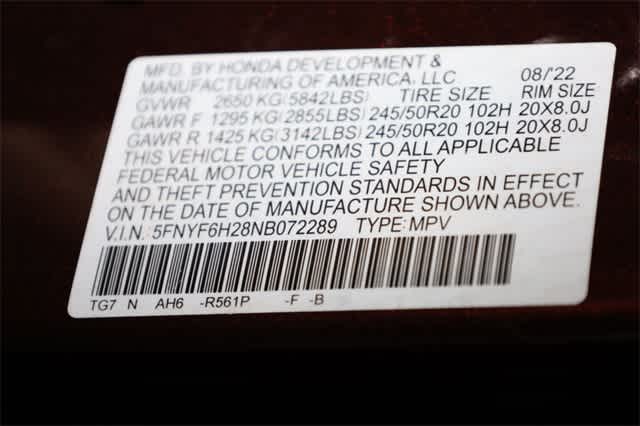 MFD. BY HONDA DEVELOPMENT &
MANUFACTURING OF AMERICA, LLC 08/'22
GVWR 2650 KG(5842LBS) TIRE SIZE RIM SIZE
GAWR F 1295 KG(2855LBS) 245/50R20 102H 20X8.0J
GAWR R 1425 KG(3142LBS) 245/50R20 102H 20X8.0J
THIS VEHICLE CONFORMS TO ALL APPLICABLE
FEDERAL MOTOR VEHICLE SAFETY
AND THEFT PREVENTION STANDARDS IN EFFECT
ON THE DATE OF MANUFACTURE SHOWN ABOVE.
V.I.N. 5FNYF6H28NB072289 TYPE:MPV
TG7 N AH6 -R561P -F -B